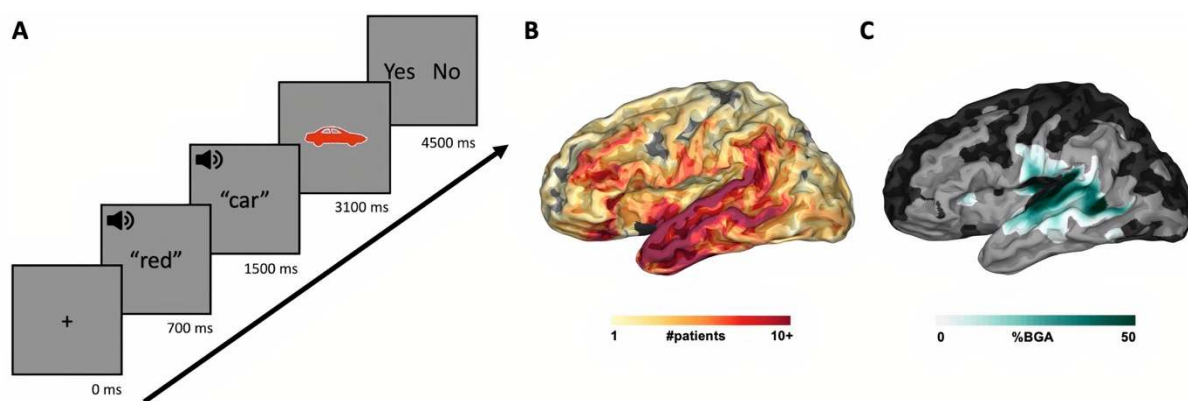 A
+
0 ms
“red”
700 ms
“car”
1500 ms
3100 ms
Yes No
4500 ms
B
1 #patients 10+
C
0 %BGA 50